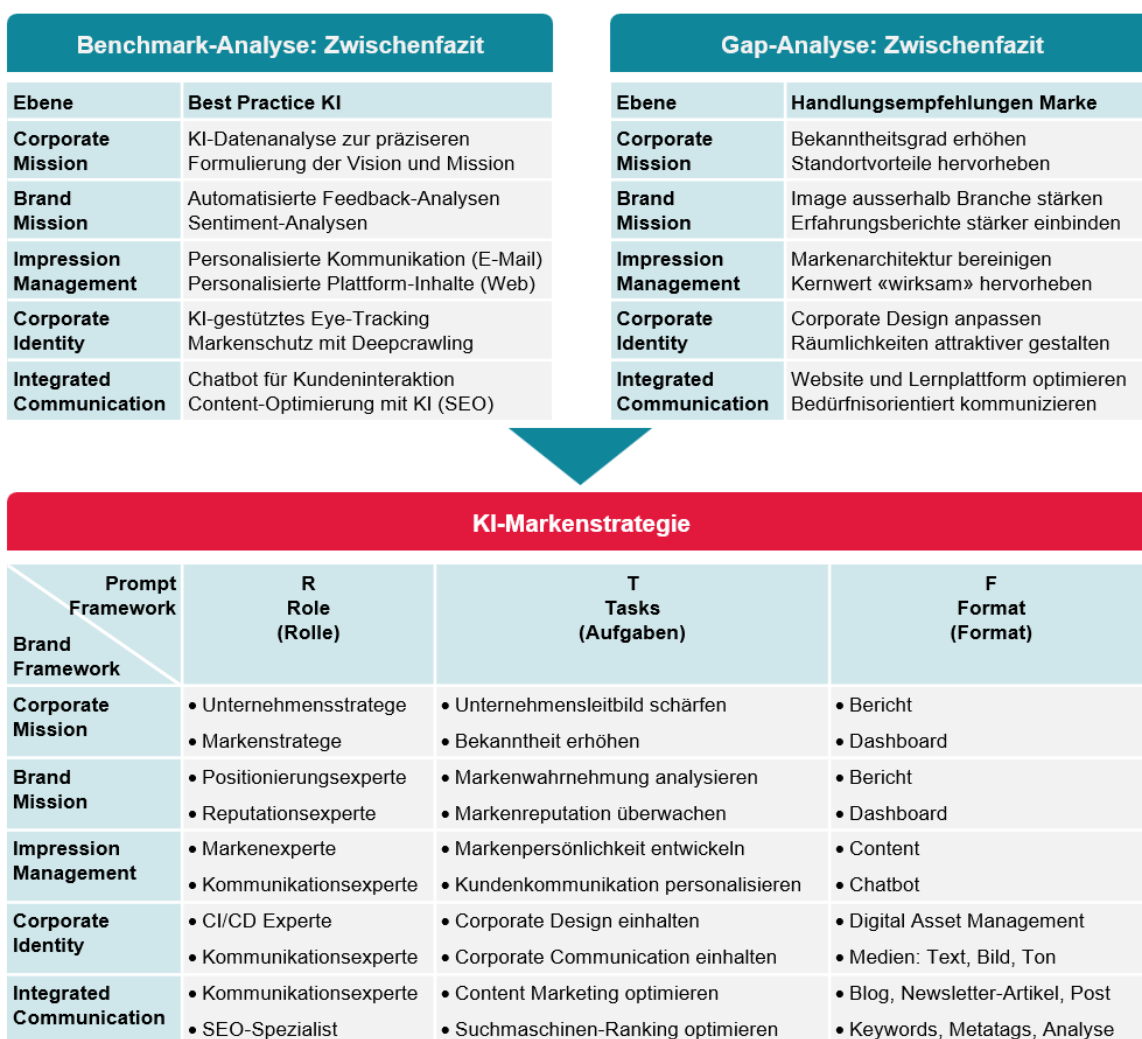 Benchmark-Analyse: Zwischenfazit
Ebene Best Practice KI
Corporate KI-Datenanalyse zur präziseren
Mission Formulierung der Vision und Mission
Brand Automatisierte Feedback-Analysen
Mission Sentiment-Analysen
Impression Personalisierte Kommunikation (E-Mail)
Management Personalisierte Plattform-Inhalte (Web)
Corporate KI-gestütztes Eye-Tracking
Identity Markenschutz mit Deepcrawling
Integrated Chatbot für Kundeninteraktion
Communication Content-Optimierung mit KI (SEO)
Gap-Analyse: Zwischenfazit
Ebene Handlungsempfehlungen Marke
Corporate Bekanntheitsgrad erhöhen
Mission Standortvorteile hervorheben
Brand Image ausserhalb Branche stärken
Mission Erfahrungsberichte stärker einbinden
Impression Markenarchitektur bereinigen
Management Kernwert «wirksam» hervorheben
Corporate Corporate Design anpassen
Identity Räumlichkeiten attraktiver gestalten
Integrated Website und Lernplattform optimieren
Communication Bedürfnisorientiert kommunizieren
KI-Markenstrategie
Prompt R T F
Framework Role Tasks Format
(Rolle) (Aufgaben) (Format)
Brand
Framework
Corporate • Unternehmensstratege • Unternehmensleitbild schärfen • Bericht
Mission • Markenstratege • Bekanntheit erhöhen • Dashboard
Brand • Positionierungsexperte • Markenwahrnehmung analysieren • Bericht
Mission • Reputationsexperte • Markenreputation überwachen • Dashboard
Impression • Markenexperte • Markenpersönlichkeit entwickeln • Content
Management • Kommunikationsexperte • Kundenkommunikation personalisieren • Chatbot
Corporate • CI/CD Experte • Corporate Design einhalten • Digital Asset Management
Identity • Kommunikationsexperte • Corporate Communication einhalten • Medien: Text, Bild, Ton
Integrated • Kommunikationsexperte • Content Marketing optimieren • Blog, Newsletter-Artikel, Post
Communication • SEO-Spezialist • Suchmaschinen-Ranking optimieren • Keywords, Metatags, Analyse